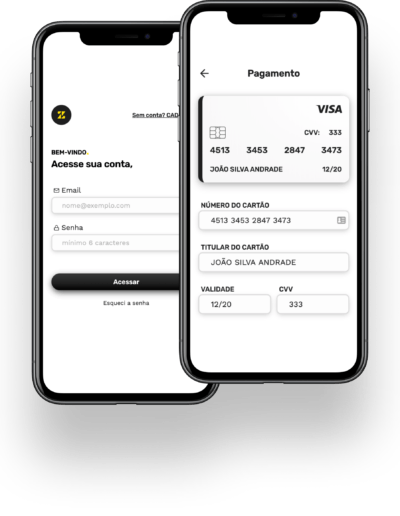 Sem conta? CAD
BEM-VINDO.
Acesse sua conta,
Email
nome@exemplo.com
Senha
mínimo 8 caracteres
Acessar
Esqueci a senha
Pagamento
VISA
CVV: 333
4513 3453 2847 3473
JOÃO SILVA ANDRADE 12/20
NÚMERO DO CARTÃO
4513 3453 2847 3473
TITULAR DO CARTÃO
JOÃO SILVA ANDRADE
VALIDADE CVV
12/20 333